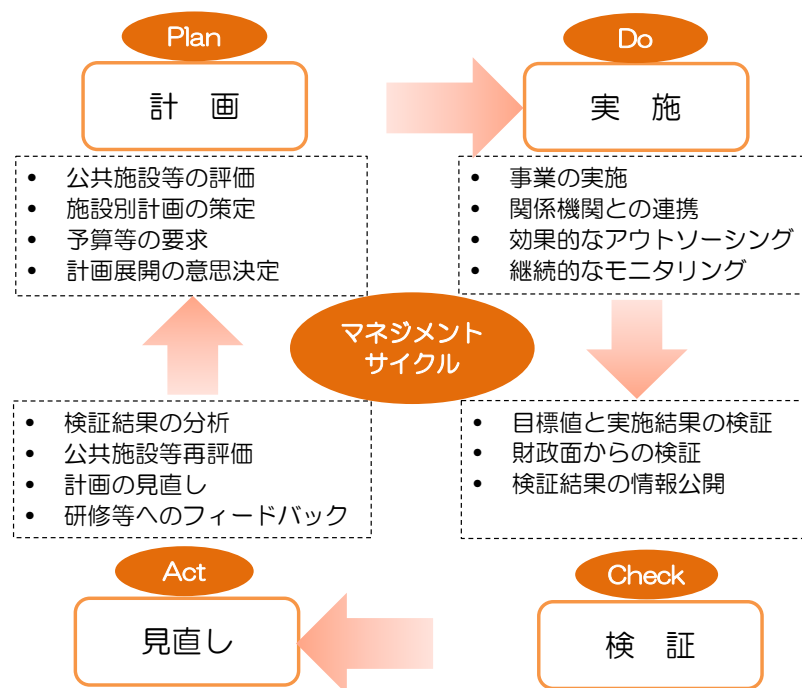 Plan
計 画
• 公共施設等の評価
• 施設別計画の策定
• 予算等の要求
• 計画展開の意思決定
Do
実 施
• 事業の実施
• 関係機関との連携
• 効果的なアウトソーシング
• 継続的なモニタリング
マネジメント
サイクル
• 目標値と実施結果の検証
• 財政面からの検証
• 検証結果の情報公開
Check
検 証
• 検証結果の分析
• 公共施設等再評価
• 計画の見直し
• 研修等へのフィードバック
Act
見直し